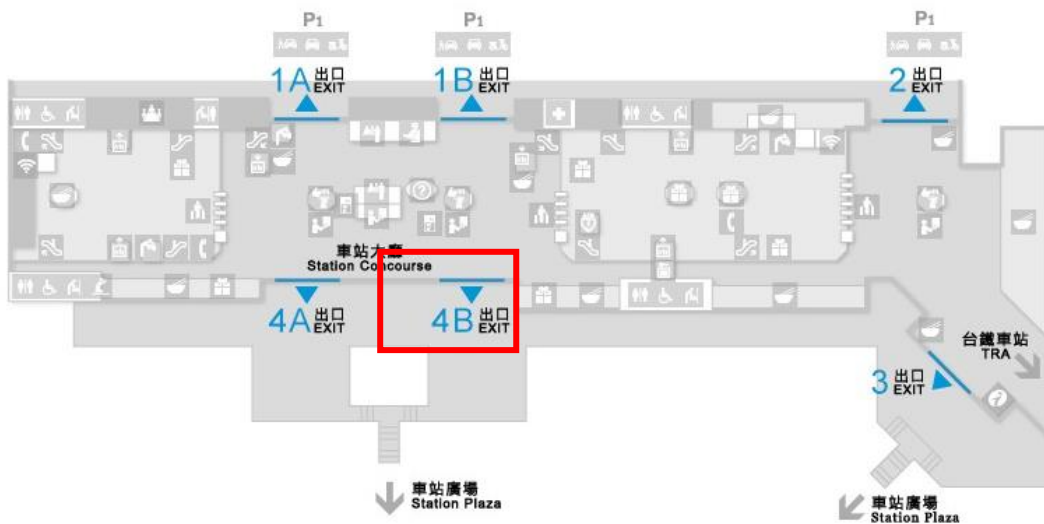 P1
P1
P1
1A 出口 EXIT
1B 出口 EXIT
2 出口 EXIT
車站大廳
Station Concourse
4A 出口 EXIT
4B 出口 EXIT
台鐵車站
TRA
3 出口 EXIT
車站廣場
Station Plaza
車站廣場
Station Plaza